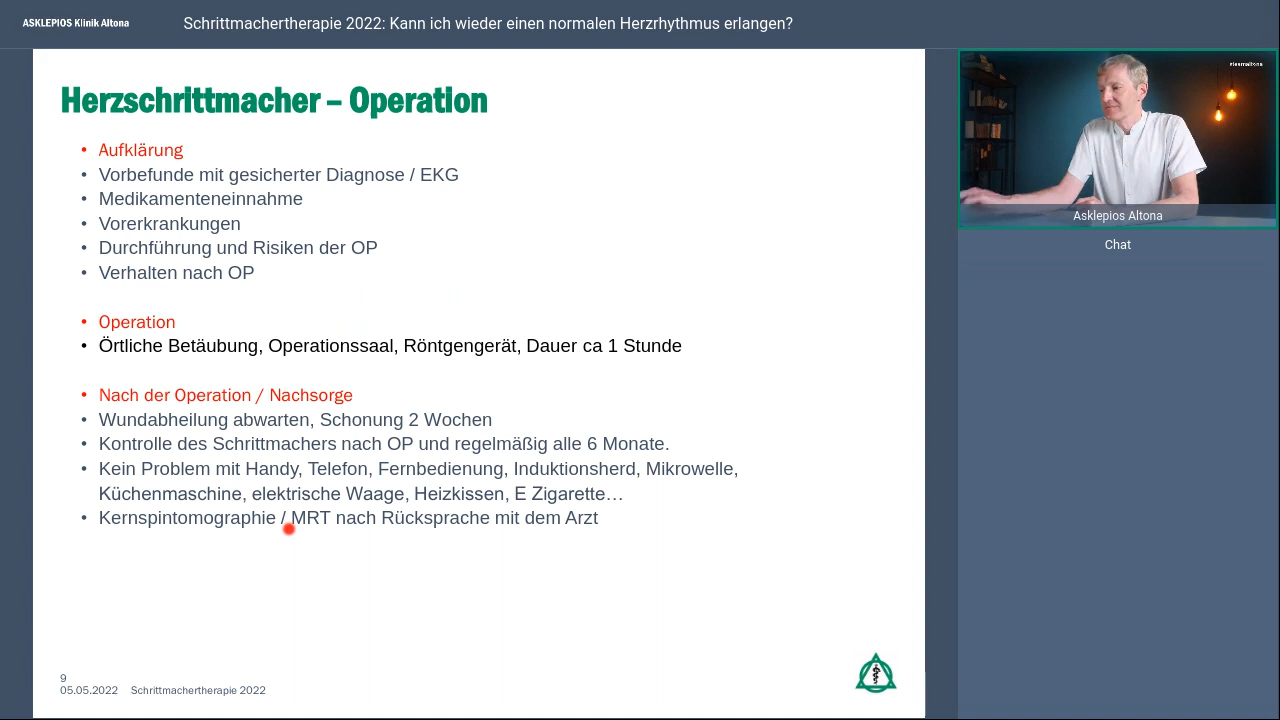 ASKLEPIOS Klinik Altona
Schrittmachertherapie 2022: Kann ich wieder einen normalen Herzrhythmus erlangen?
Herzschrittmacher – Operation
• Aufklärung
• Vorbefunde mit gesicherter Diagnose / EKG
• Medikamenteneinnahme
• Vorerkrankungen
• Durchführung und Risiken der OP
• Verhalten nach OP
• Operation
• Örtliche Betäubung, Operationssaal, Röntgengerät, Dauer ca 1 Stunde
• Nach der Operation / Nachsorge
• Wundabheilung abwarten, Schonung 2 Wochen
• Kontrolle des Schrittmachers nach OP und regelmäßig alle 6 Monate.
• Kein Problem mit Handy, Telefon, Fernbedienung, Induktionsherd, Mikrowelle,
Küchenmaschine, elektrische Waage, Heizkissen, E Zigarette…
• Kernspintomographie / MRT nach Rücksprache mit dem Arzt
9
05.05.2022 Schrittmachertherapie 2022
#teamaltona
Asklepios Altona
Chat